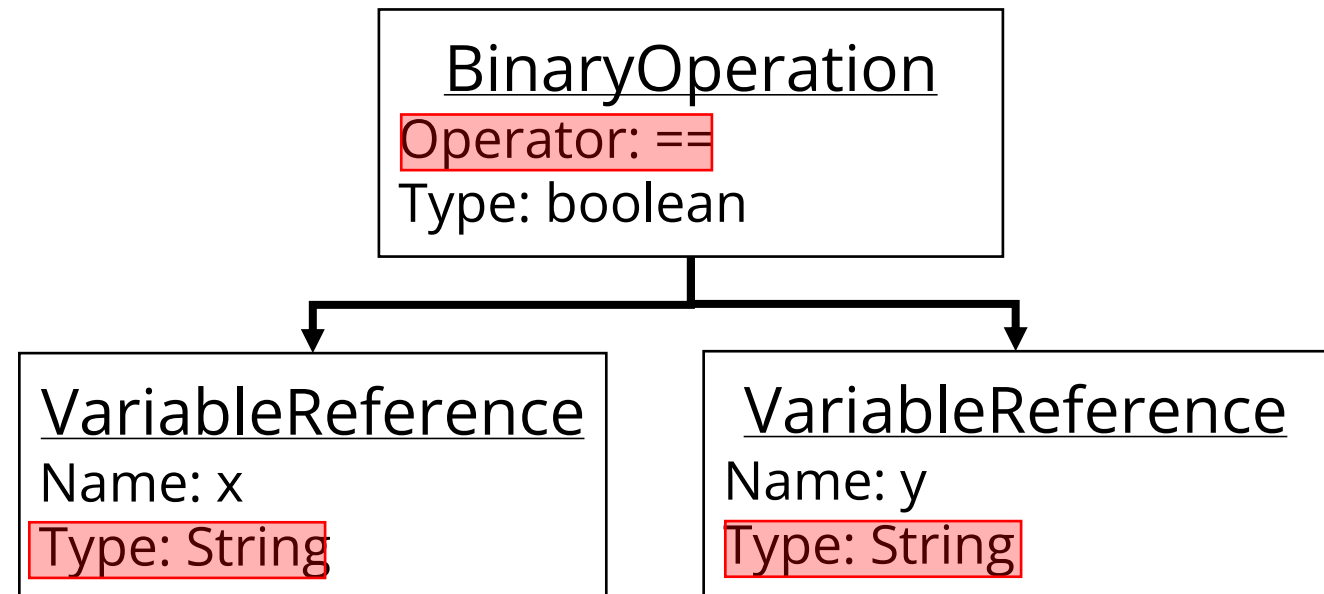 BinaryOperation
Operator: ==
Type: boolean
VariableReference
Name: x
Type: String
VariableReference
Name: y
Type: String